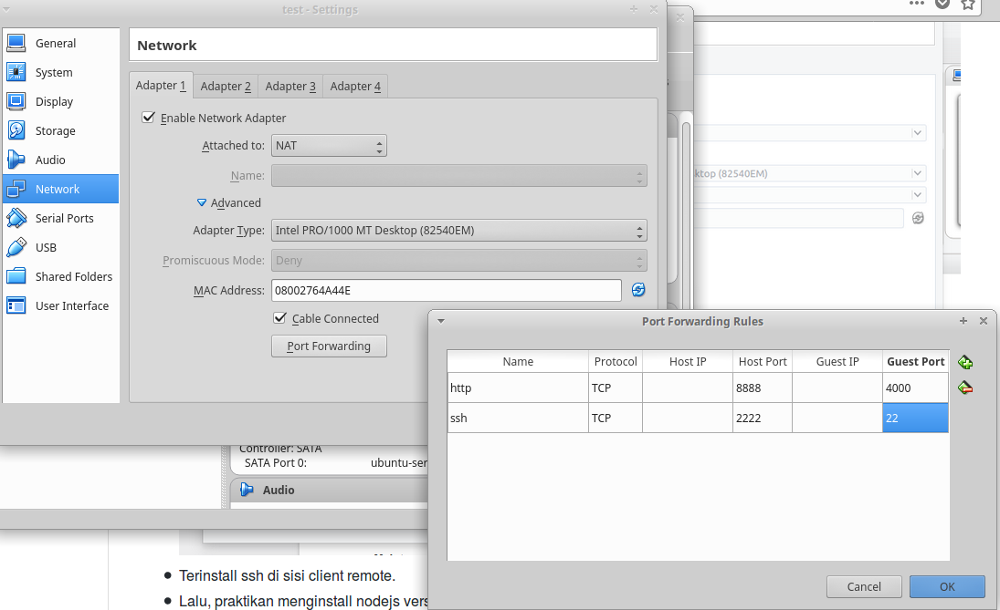 test - Settings
General
System
Display
Storage
Audio
Network
Serial Ports
USB
Shared Folders
User Interface
Network
Adapter 1 Adapter 2 Adapter 3 Adapter 4
Enable Network Adapter
Attached to: NAT
Name:
Advanced
Adapter Type: Intel PRO/1000 MT Desktop (82540EM)
Promiscuous Mode: Deny
MAC Address: 08002764A44E
Cable Connected
Port Forwarding
ktop (82540EM)
Port Forwarding Rules
Name Protocol Host IP Host Port Guest IP Guest Port
http TCP 8888 4000
ssh TCP 2222 22
Cancel OK
Controller: SATA
SATA Port 0: ubuntu-ser
Audio
Terinstall ssh di sisi client remote.
Lalu, praktikan menginstall nodejs vers